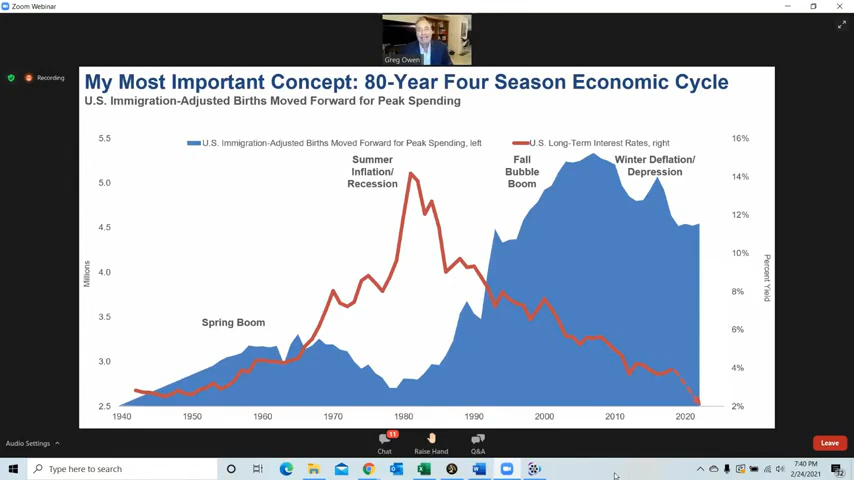 Zoom Webinar
Greg Owen
Recording
My Most Important Concept: 80-Year Four Season Economic Cycle
U.S. Immigration-Adjusted Births Moved Forward for Peak Spending
5.5
5.0
4.5
4.0
3.5
3.0
2.5
Millions
U.S. Immigration-Adjusted Births Moved Forward for Peak Spending, left
U.S. Long-Term Interest Rates, right
Spring Boom
Summer
Inflation/
Recession
Fall
Bubble
Boom
Winter Deflation/
Depression
16%
14%
12%
10%
8%
6%
4%
2%
Percent Yield
1940
1950
1960
1970
1980
1990
2000
2010
2020
Audio Settings
11
Chat
Raise Hand
Q&A
Leave
Type here to search
7:40 PM
2/24/2021